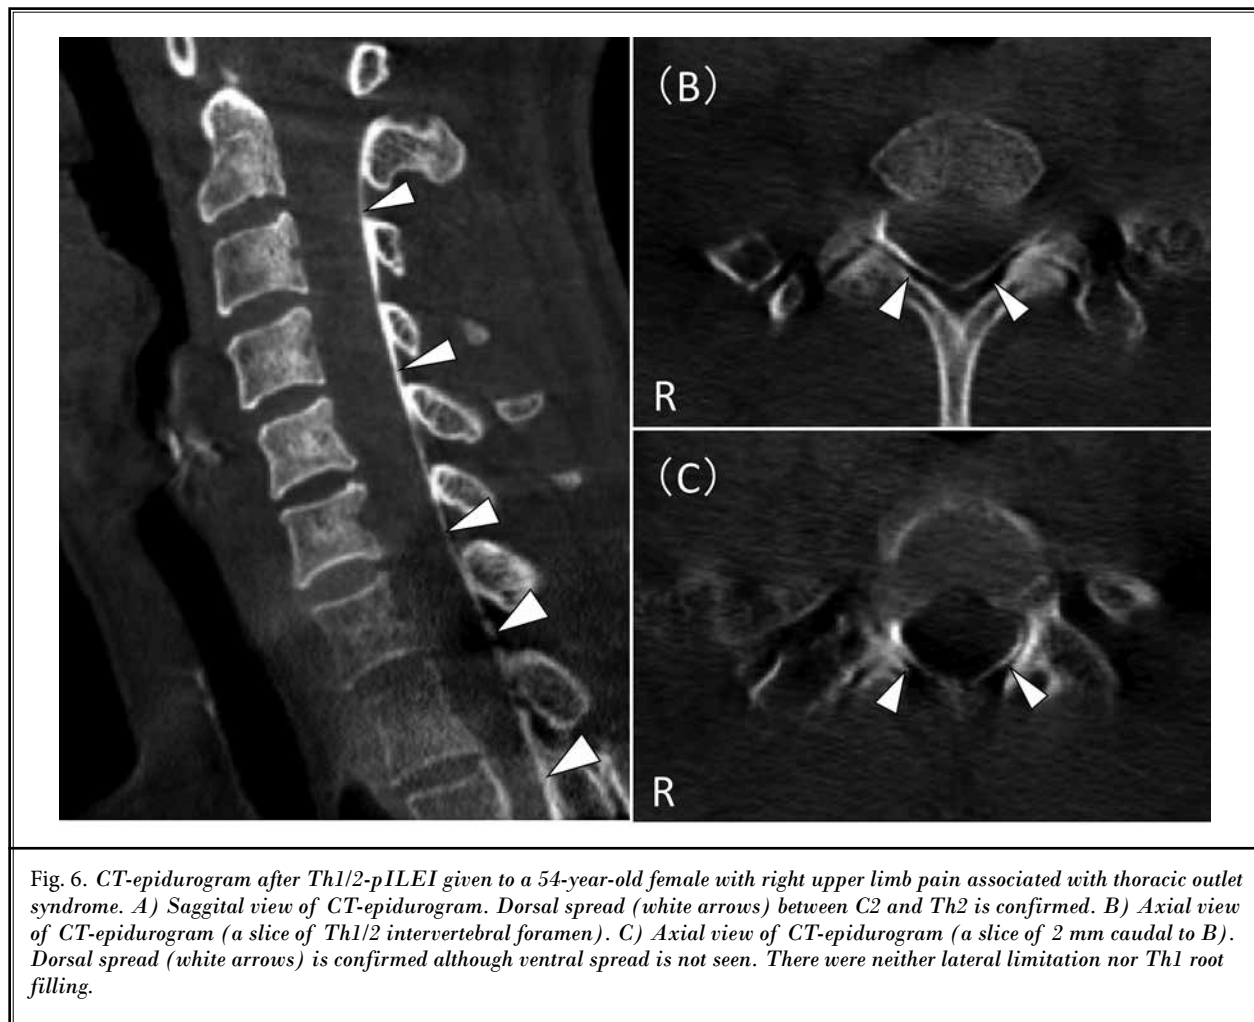 (B)
R
(C)
R
Fig. 6. CT-epidurogram after Th1/2-pILEI given to a 54-year-old female with right upper limb pain associated with thoracic outlet
syndrome. A) Saggital view of CT-epidurogram. Dorsal spread (white arrows) between C2 and Th2 is confirmed. B) Axial view
of CT-epidurogram (a slice of Th1/2 intervertebral foramen). C) Axial view of CT-epidurogram (a slice of 2 mm caudal to B).
Dorsal spread (white arrows) is confirmed although ventral spread is not seen. There were neither lateral limitation nor Th1 root
filling.